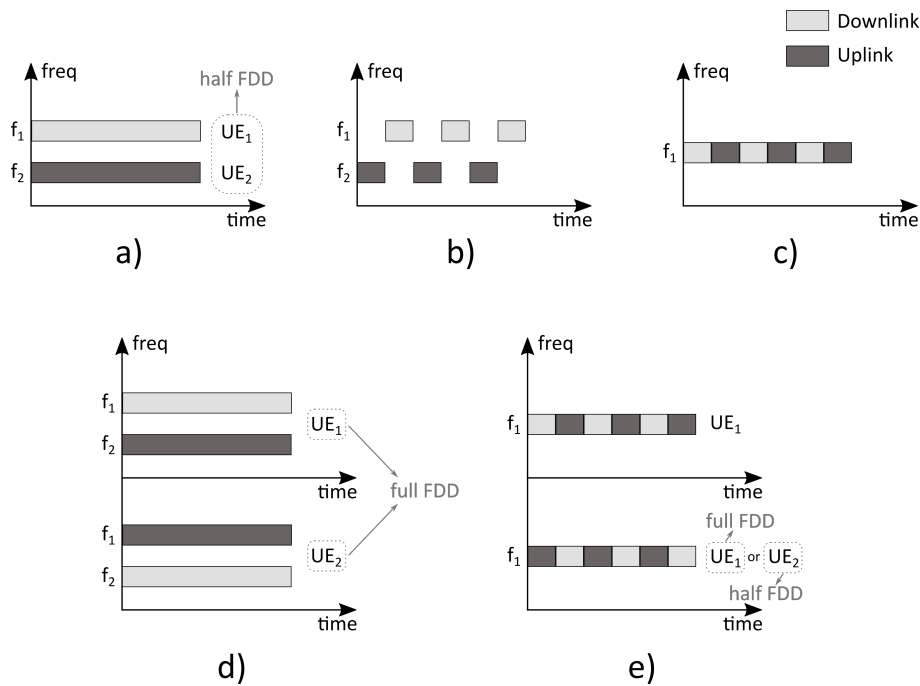 Downlink
Uplink
freq
half FDD
f1
UE1
f2
UE2
time
a)
freq
f1
f2
time
b)
freq
f1
time
c)
freq
f1
UE1
f2
time
full FDD
f1
UE2
f2
time
d)
freq
f1
UE1
time
full FDD
f1
UE1 or UE2
half FDD
time
e)